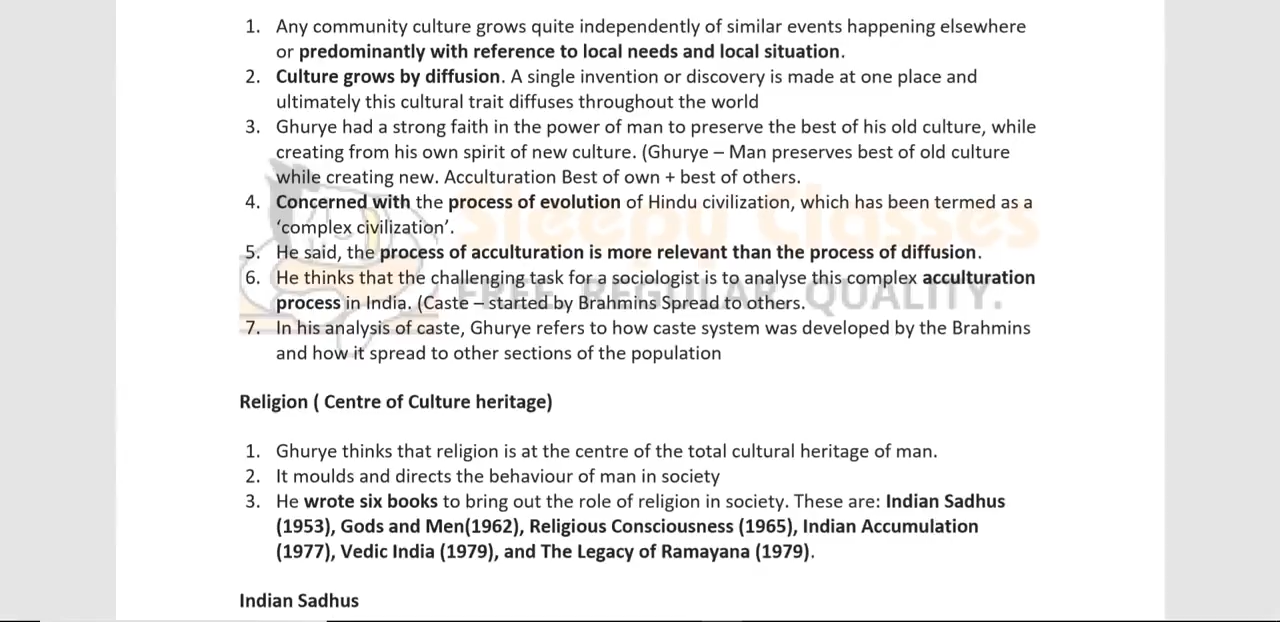 1. Any community culture grows quite independently of similar events happening elsewhere
or predominantly with reference to local needs and local situation.
2. Culture grows by diffusion. A single invention or discovery is made at one place and
ultimately this cultural trait diffuses throughout the world
3. Ghurye had a strong faith in the power of man to preserve the best of his old culture, while
creating from his own spirit of new culture. (Ghurye – Man preserves best of old culture
while creating new. Acculturation Best of own + best of others.
4. Concerned with the process of evolution of Hindu civilization, which has been termed as a
'complex civilization'.
5. He said, the process of acculturation is more relevant than the process of diffusion.
6. He thinks that the challenging task for a sociologist is to analyse this complex acculturation
process in India. (Caste – started by Brahmins Spread to others.
7. In his analysis of caste, Ghurye refers to how caste system was developed by the Brahmins
and how it spread to other sections of the population
Sleepy Classes
FREE. REGULAR. QUALITY.
Religion ( Centre of Culture heritage)
1. Ghurye thinks that religion is at the centre of the total cultural heritage of man.
2. It moulds and directs the behaviour of man in society
3. He wrote six books to bring out the role of religion in society. These are: Indian Sadhus
(1953), Gods and Men(1962), Religious Consciousness (1965), Indian Accumulation
(1977), Vedic India (1979), and The Legacy of Ramayana (1979).
Indian Sadhus